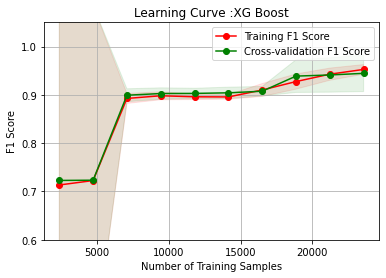 Learning Curve :XG Boost
Training F1 Score
Cross-validation F1 Score
F1 Score
1.0
0.9
0.8
0.7
0.6
5000 10000 15000 20000
Number of Training Samples